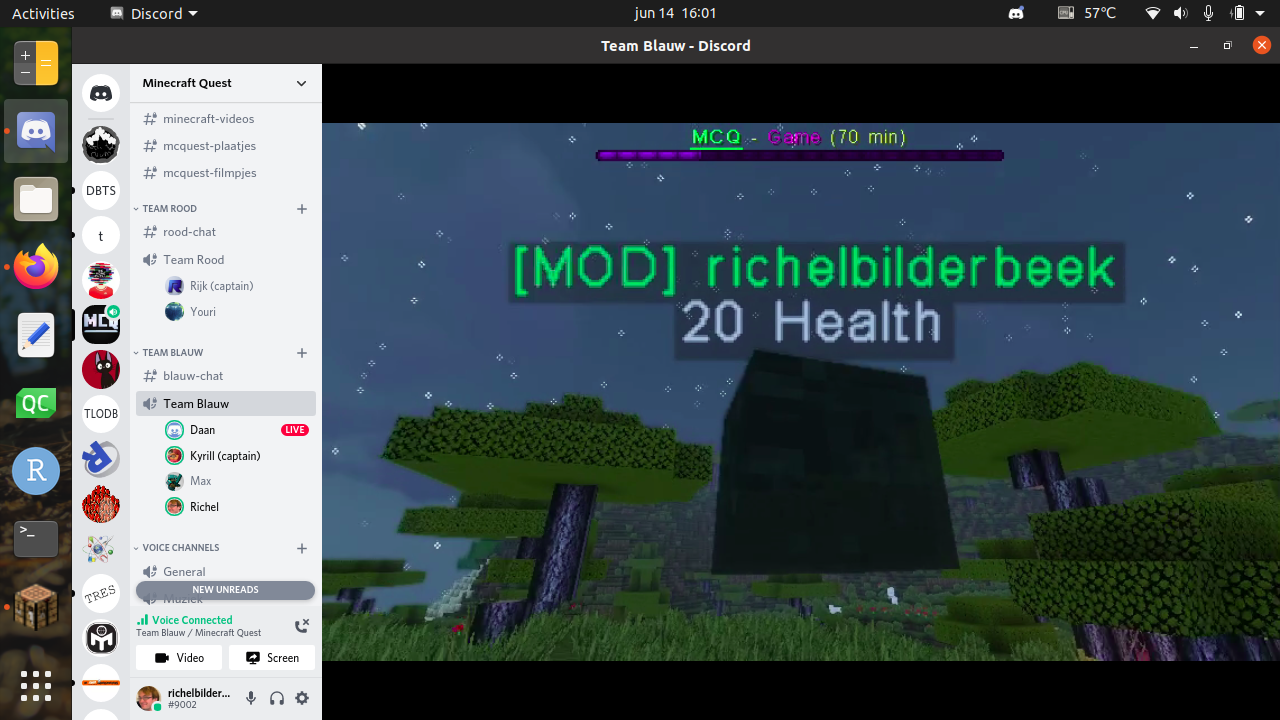 Activities
Discord
jun 14 16:01
57°C
Team Blauw - Discord
Minecraft Quest
minecraft-videos
mcquest-plaatjes
mcquest-filmpjes
TEAM ROOD
rood-chat
Team Rood
Rijk (captain)
Youri
TEAM BLAUW
blauw-chat
Team Blauw
Daan
LIVE
Kyrill (captain)
Max
Richel
VOICE CHANNELS
General
NEW UNREADS
Muziek
Voice Connected
Team Blauw / Minecraft Quest
Video
Screen
richelbilder...
#9002
DBTS
t
MCQ
TLODB
TRES
M
QC
R
>_
MCQ - Game (70 min)
[MOD] richelbilderbeek
20 Health